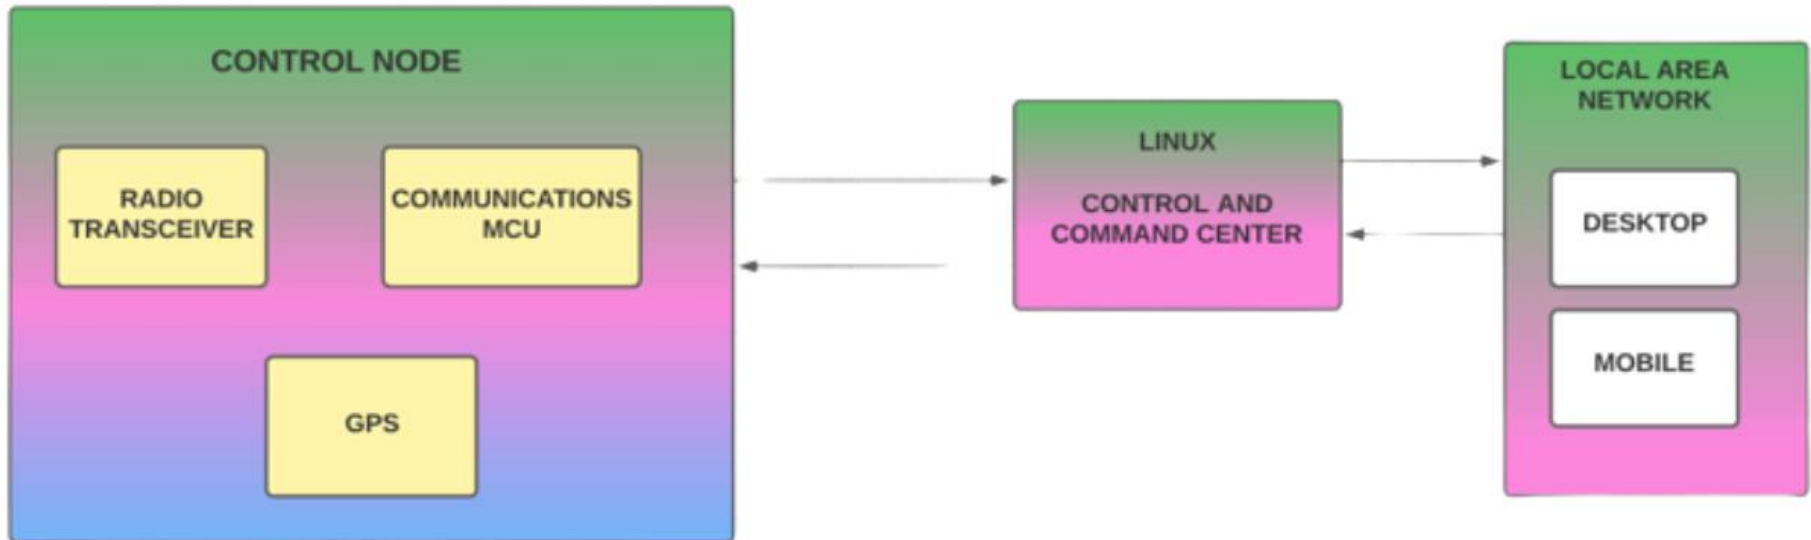 CONTROL NODE
RADIO
TRANSCEIVER
COMMUNICATIONS
MCU
GPS
LINUX
CONTROL AND
COMMAND CENTER
LOCAL AREA
NETWORK
DESKTOP
MOBILE